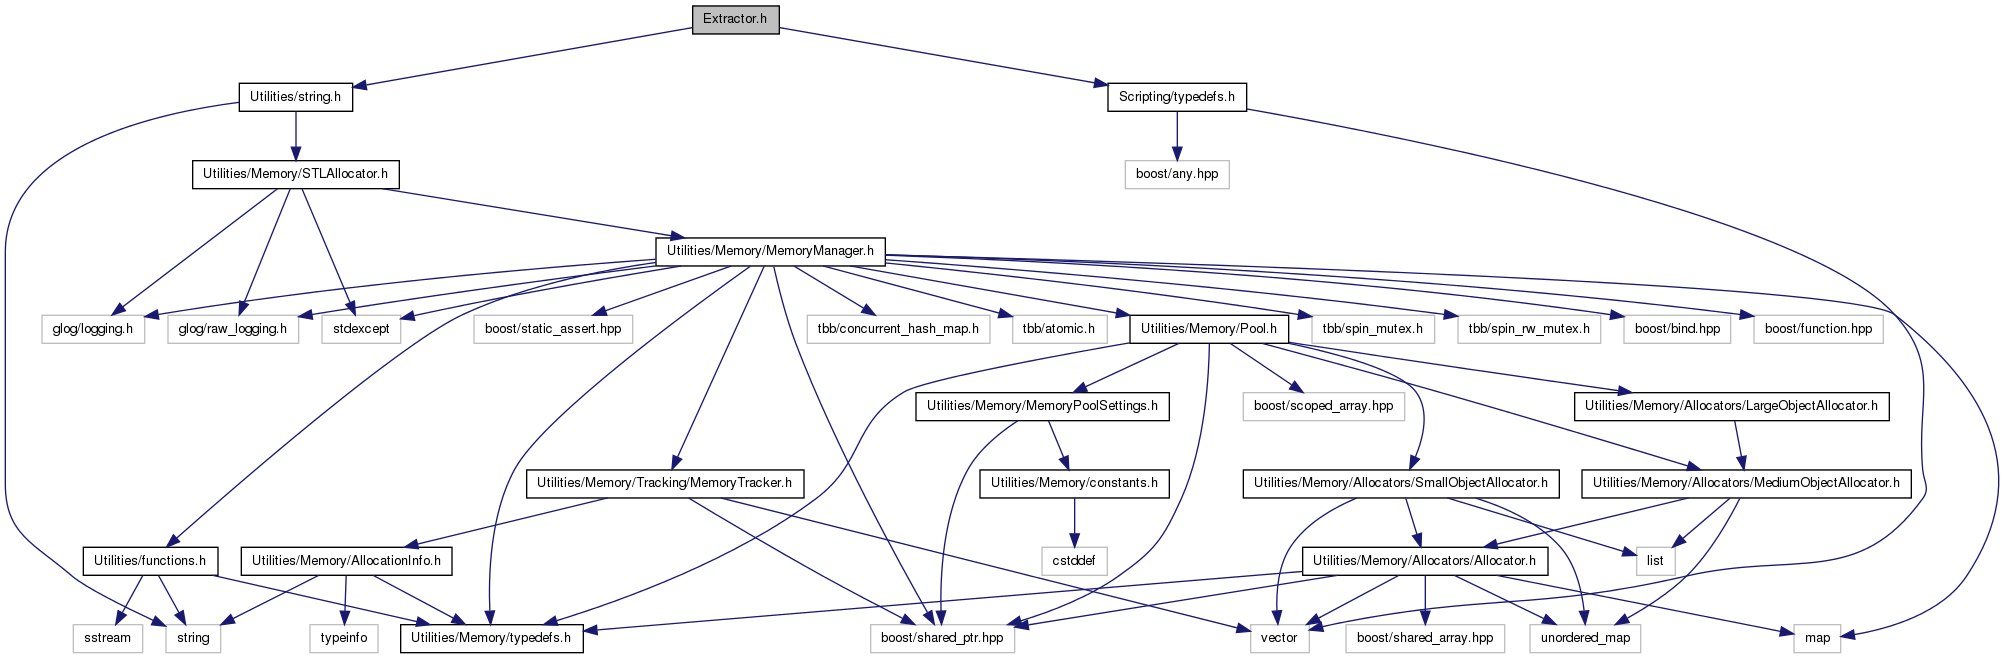 Extractor.h
Utilities/string.h
Scripting/typedefs.h
Utilities/Memory/STLAllocator.h
boost/any.hpp
Utilities/Memory/MemoryManager.h
glog/logging.h
glog/raw_logging.h
stdexcept
boost/static_assert.hpp
tbb/concurrent_hash_map.h
tbb/atomic.h
Utilities/Memory/Pool.h
tbb/spin_mutex.h
tbb/spin_rw_mutex.h
boost/bind.hpp
boost/function.hpp
Utilities/Memory/MemoryPoolSettings.h
boost/scoped_array.hpp
Utilities/Memory/Allocators/LargeObjectAllocator.h
Utilities/Memory/Tracking/MemoryTracker.h
Utilities/Memory/constants.h
Utilities/Memory/Allocators/SmallObjectAllocator.h
Utilities/Memory/Allocators/MediumObjectAllocator.h
Utilities/functions.h
Utilities/Memory/AllocationInfo.h
cstddef
Utilities/Memory/Allocators/Allocator.h
list
sstream
string
typeinfo
Utilities/Memory/typedefs.h
boost/shared_ptr.hpp
vector
boost/shared_array.hpp
unordered_map
map